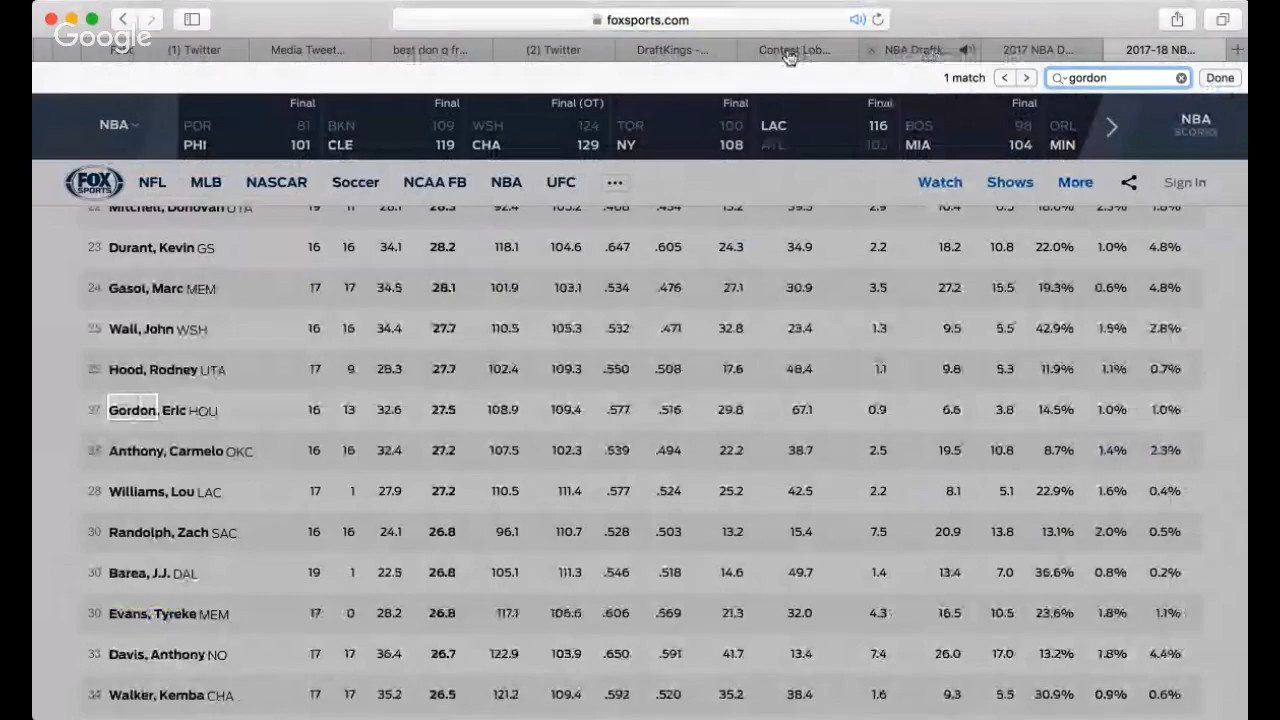 Google
foxsports.com
(1) Twitter Media Tweet... best don q fr... (2) Twitter DraftKings –... Contest Lob... NBA Draftk... 2017 NBA D... 2017-18 NB...
1 match gordon Done
Final Final Final (OT) Final Final Final
NBA POR 81 BKN 109 WSH 124 TOR 100 LAC 116 BOS 98 ORL NBA
PHI 101 CLE 119 CHA 129 NY 108 ATL 103 MIA 104 MIN
FOX SPORTS NFL MLB NASCAR Soccer NCAA FB NBA UFC ••• Watch Shows More Sign In
22 Mitchell, Donovan UTA 19
23 Durant, Kevin GS 16 16 34.1 28.2 118.1 104.6 .647 .605 24.3 34.9 2.2 18.2 10.8 22.0% 1.0% 4.8%
24 Gasol, Marc MEM 17 17 34.5 28.1 101.9 103.1 .534 .476 27.1 30.9 3.5 27.2 15.5 19.3% 0.6% 4.8%
25 Wall, John WSH 16 16 34.4 27.7 110.5 105.3 .532 .471 32.8 23.4 1.3 9.5 5.5 42.9% 1.5% 2.8%
Hood, Rodney UTA 17 9 28.3 27.7 102.4 109.3 .550 .508 17.6 48.4 1.1 9.8 5.3 11.9% 1.1% 0.7%
27 Gordon, Eric HOU 16 13 32.6 27.5 108.9 109.4 .577 .516 29.8 67.1 0.9 6.6 3.8 14.5% 1.0% 1.0%
28 Anthony, Carmelo OKC 16 16 32.4 27.2 107.5 102.3 .539 .494 22.2 38.7 2.5 19.5 10.8 8.7% 1.4% 2.3%
28 Williams, Lou LAC 17 1 27.9 27.2 110.5 111.4 .577 .524 25.2 42.5 2.2 8.1 5.1 22.9% 1.6% 0.4%
30 Randolph, Zach SAC 16 16 24.1 26.8 96.1 110.7 .528 .503 13.2 15.4 7.5 20.9 13.8 13.1% 2.0% 0.5%
30 Barea, J.J. DAL 19 1 22.5 26.8 105.1 111.3 .546 .518 14.6 49.7 1.4 13.4 7.0 36.6% 0.8% 0.2%
30 Evans, Tyreke MEM 17 0 28.2 26.8 117.1 106.6 .606 .569 21.3 32.0 4.3 16.5 10.5 23.6% 1.8% 1.1%
33 Davis, Anthony NO 17 17 36.4 26.7 122.9 103.9 .650 .591 41.7 13.4 7.4 26.0 17.0 13.2% 1.8% 4.4%
34 Walker, Kemba CHA 17 17 35.2 26.5 121.2 109.4 .592 .520 35.2 38.4 1.6 9.3 5.5 30.9% 0.9% 0.6%